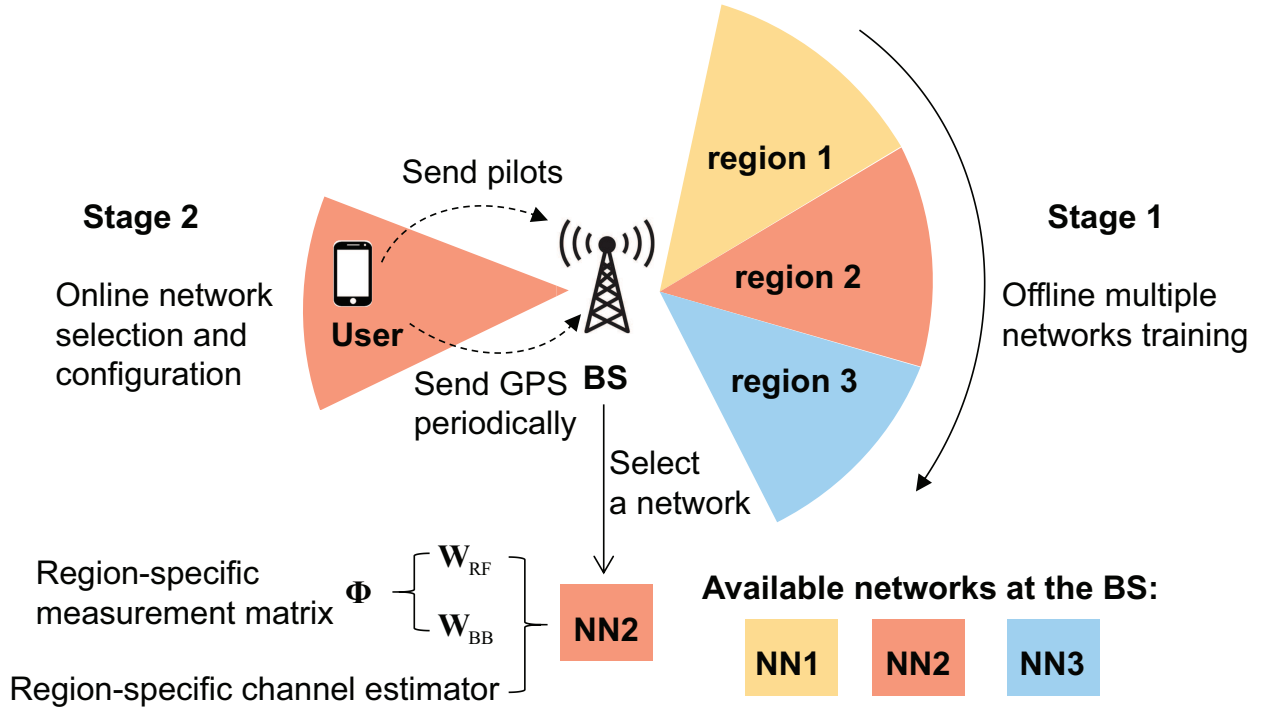 region 1
region 2
region 3
Stage 1
Offline multiple
networks training
Send pilots
Stage 2
Online network
selection and
configuration
User
BS
Send GPS
periodically
Select
a network
Region-specific
measurement matrix
Φ
W_RF
W_BB
Region-specific channel estimator
NN2
Available networks at the BS:
NN1 NN2 NN3